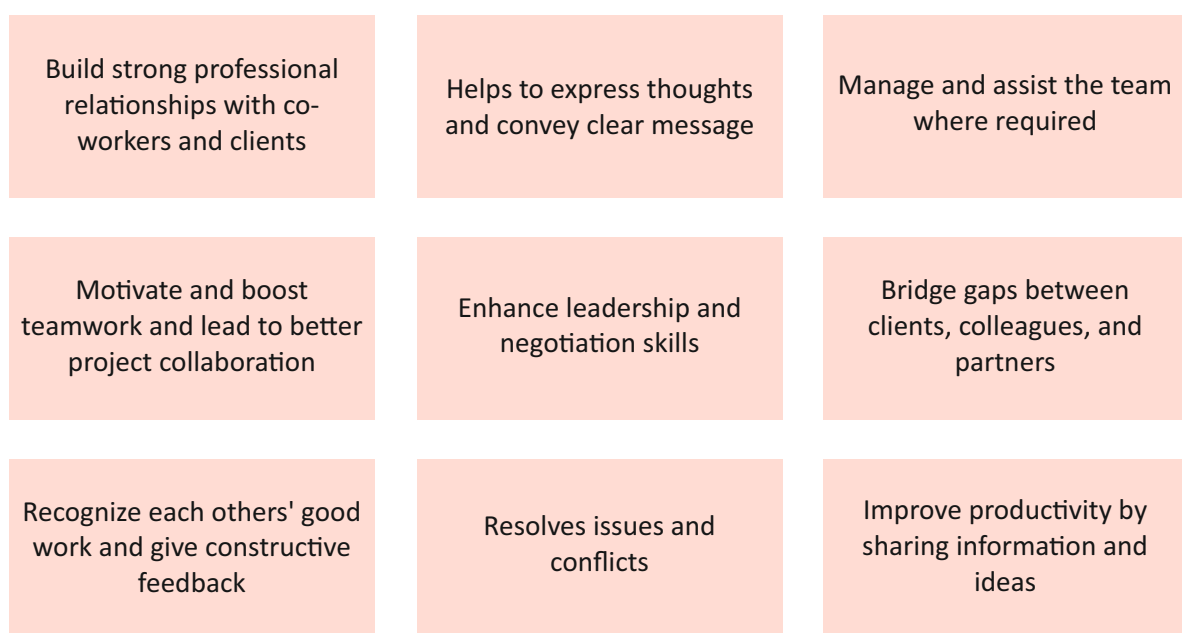 Build strong professional
relationships with co-
workers and clients
Helps to express thoughts
and convey clear message
Manage and assist the team
where required
Motivate and boost
teamwork and lead to better
project collaboration
Enhance leadership and
negotiation skills
Bridge gaps between
clients, colleagues, and
partners
Recognize each others' good
work and give constructive
feedback
Resolves issues and
conflicts
Improve productivity by
sharing information and
ideas